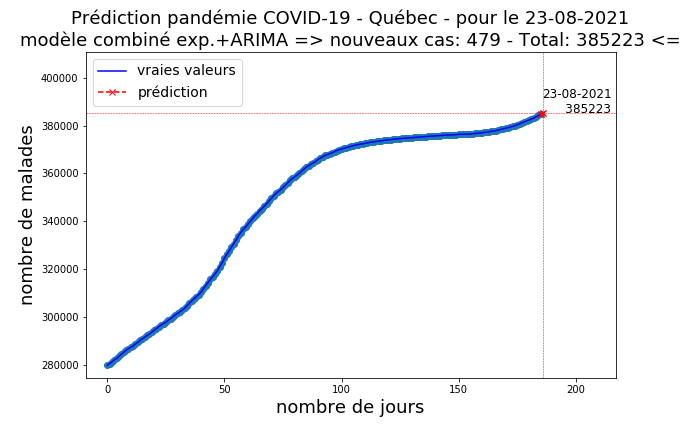 Prédiction pandémie COVID-19 - Québec - pour le 23-08-2021
modèle combiné exp.+ARIMA => nouveaux cas: 479 - Total: 385223 <=
vraies valeurs
prédiction
23-08-2021
385223
400000
380000
360000
340000
320000
300000
280000
nombre de malades
0 50 100 150 200
nombre de jours